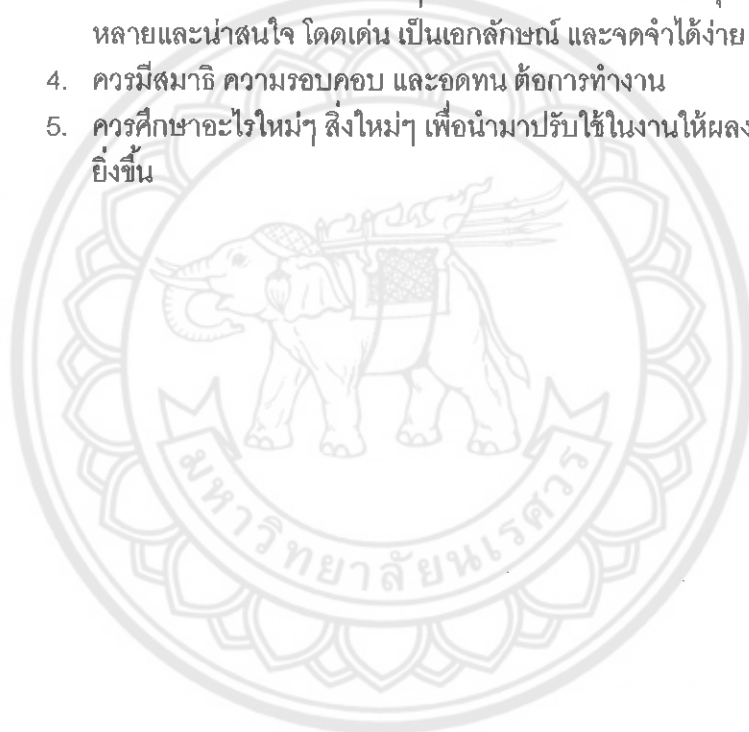 หลายและน่าสนใจ โดดเด่น เป็นเอกลักษณ์ และจดจำได้ง่าย
4. ควรมีสมาธิ ความรอบคอบ และอดทน ต้อการทำงาน
5. ควรศึกษาอะไรใหม่ๆ สิ่งใหม่ๆ เพื่อนำมาปรับใช้ในงานให้ผลง
ยิ่งขึ้น
มหาวิทยาลัยนเรศวร